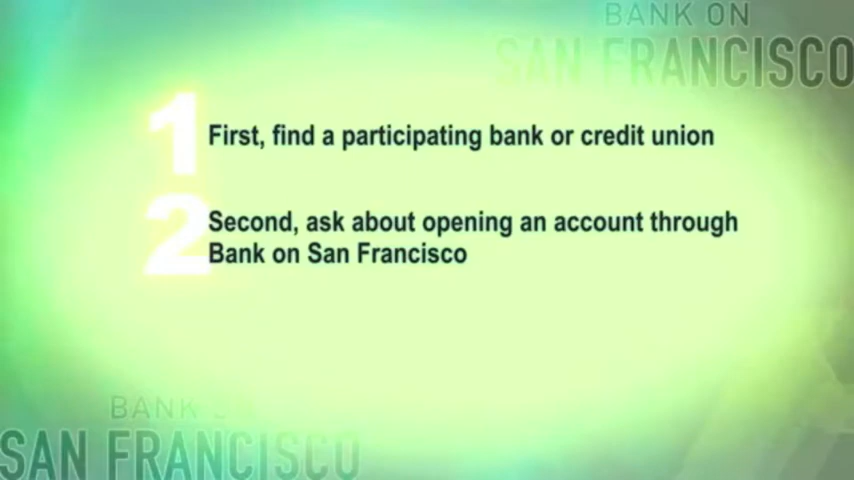 BANK ON
SAN FRANCISCO
1
First, find a participating bank or credit union
2
Second, ask about opening an account through
Bank on San Francisco
BANK
SAN FRANCISCO